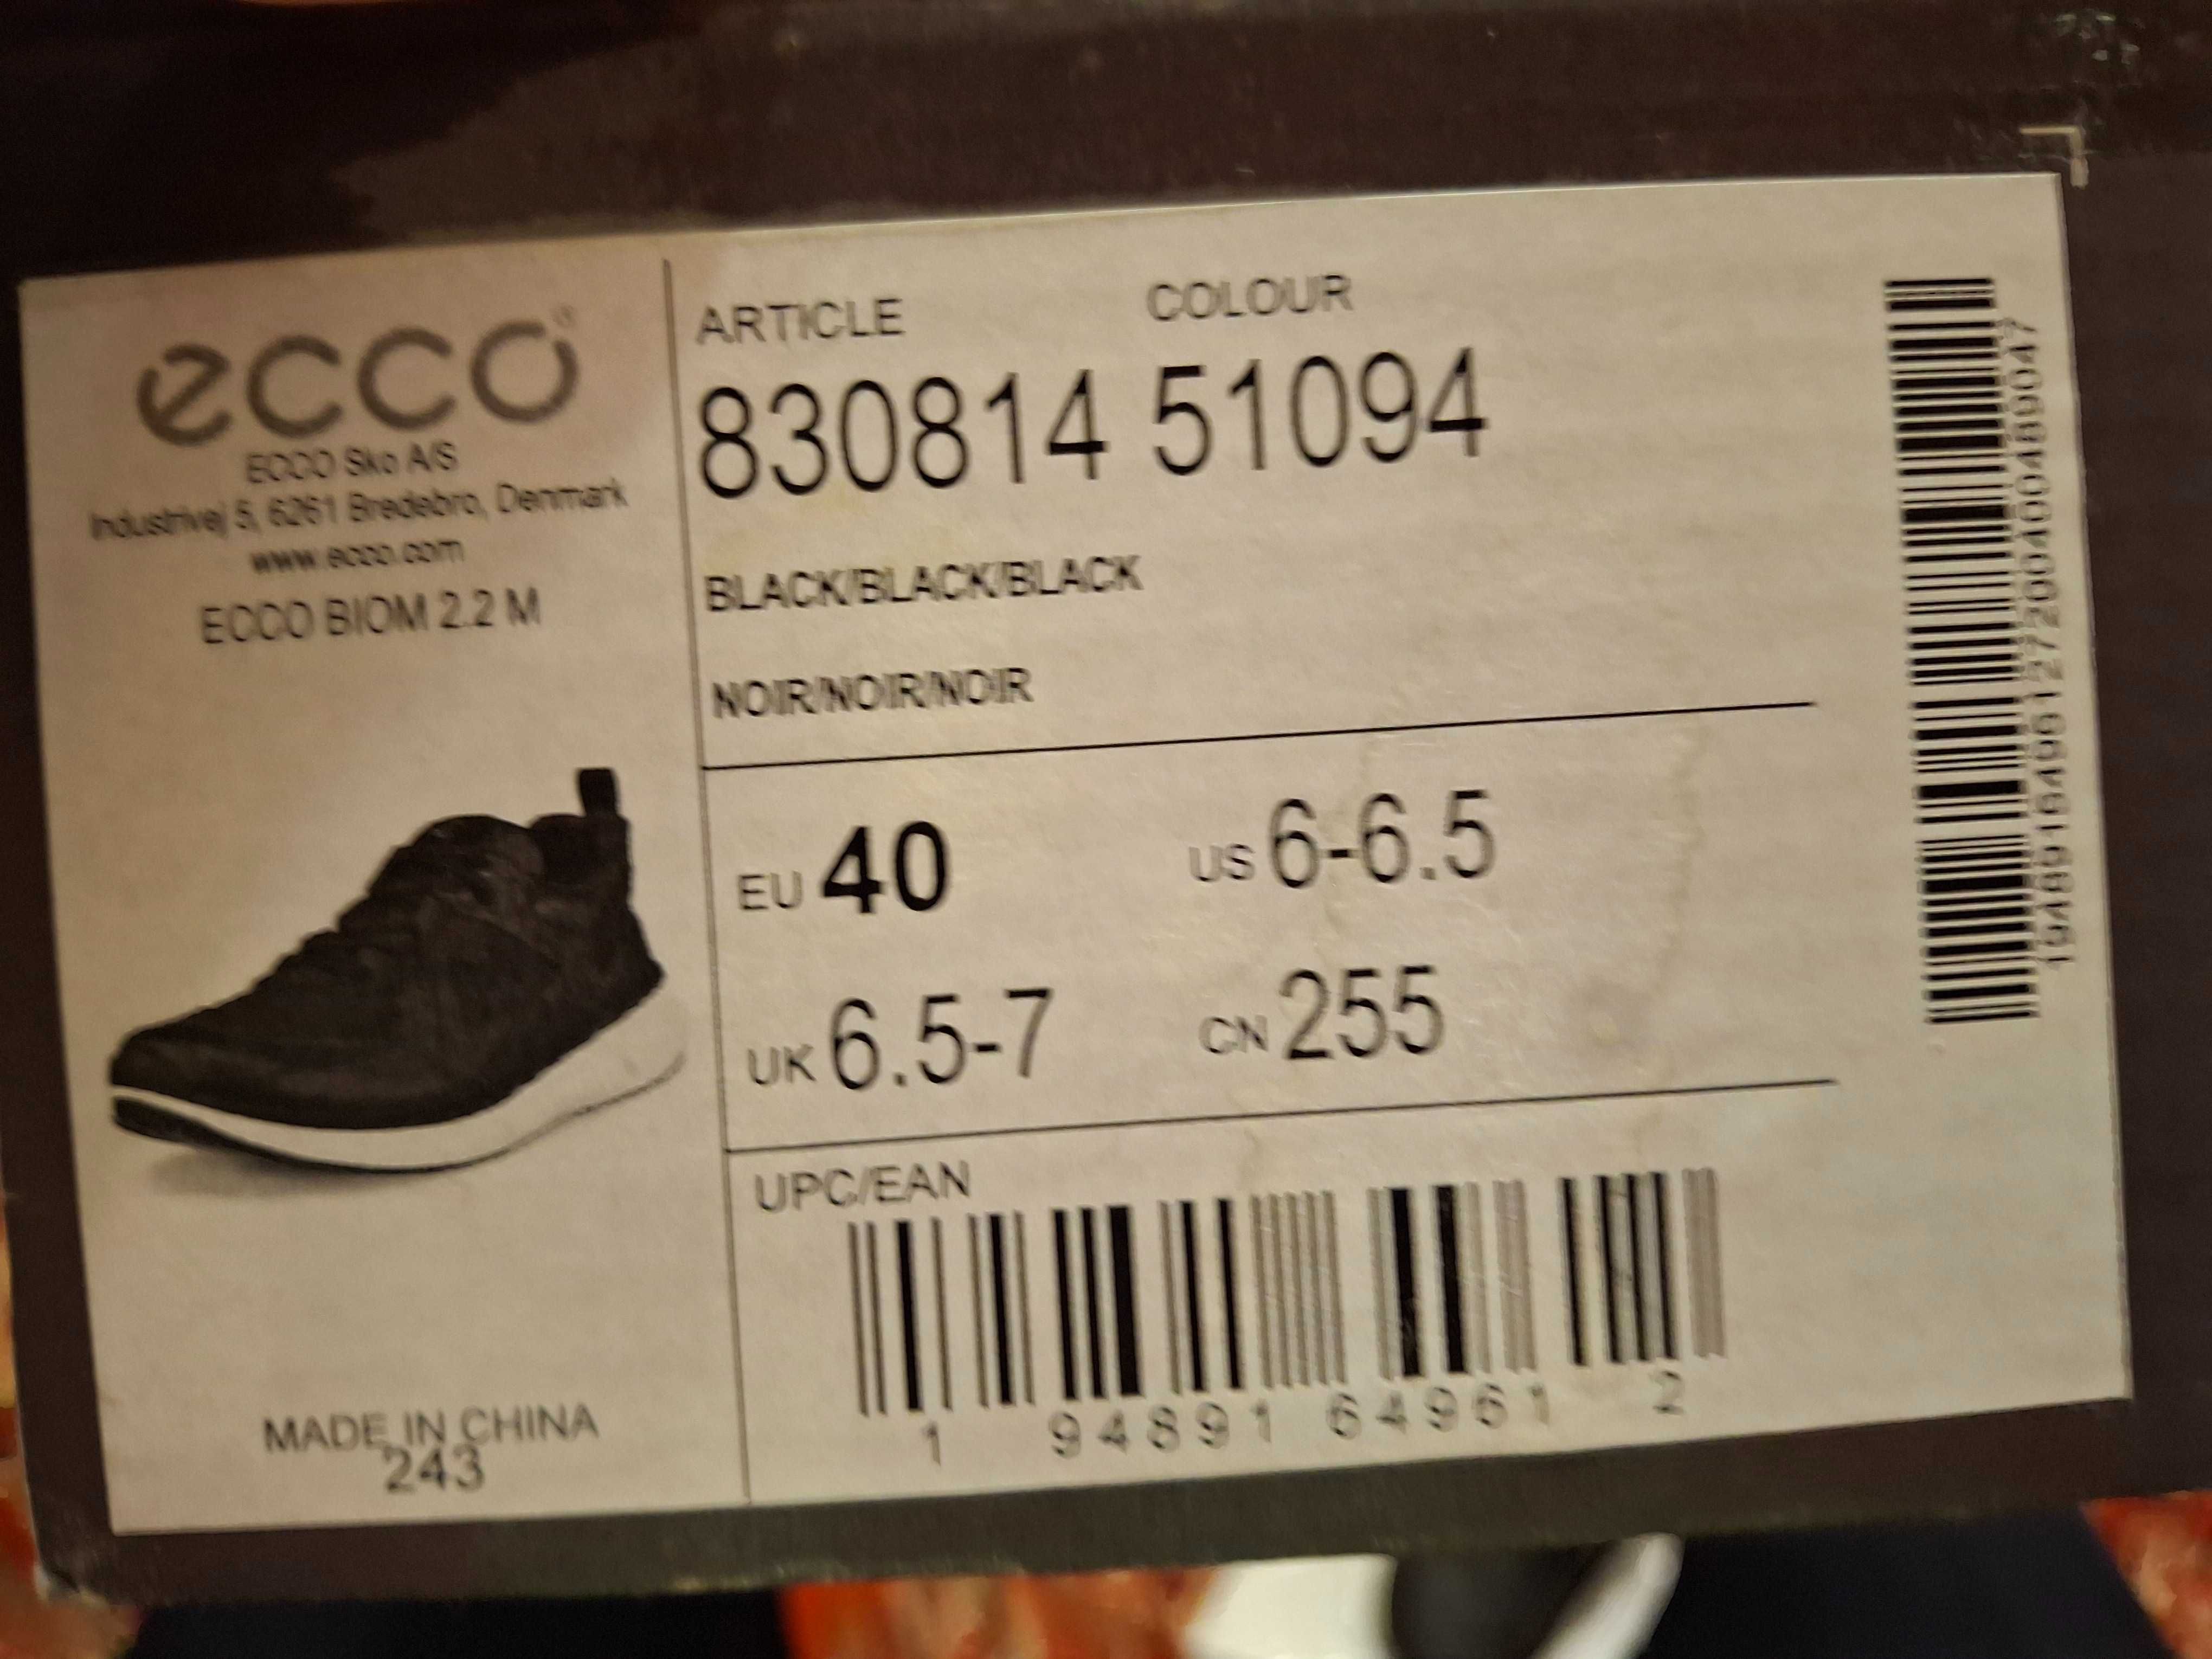 ecco®
ECCO Sko A/S
Industrivej 5, 6261 Bredebro, Denmark
www.ecco.com
ECCO BIOM 2.2 M
MADE IN CHINA
243
ARTICLE COLOUR
830814 51094
BLACK/BLACK/BLACK
NOIR/NOIR/NOIR
EU 40 US 6-6.5
UK 6.5-7 CN 255
UPC/EAN
1 94891 64961 2